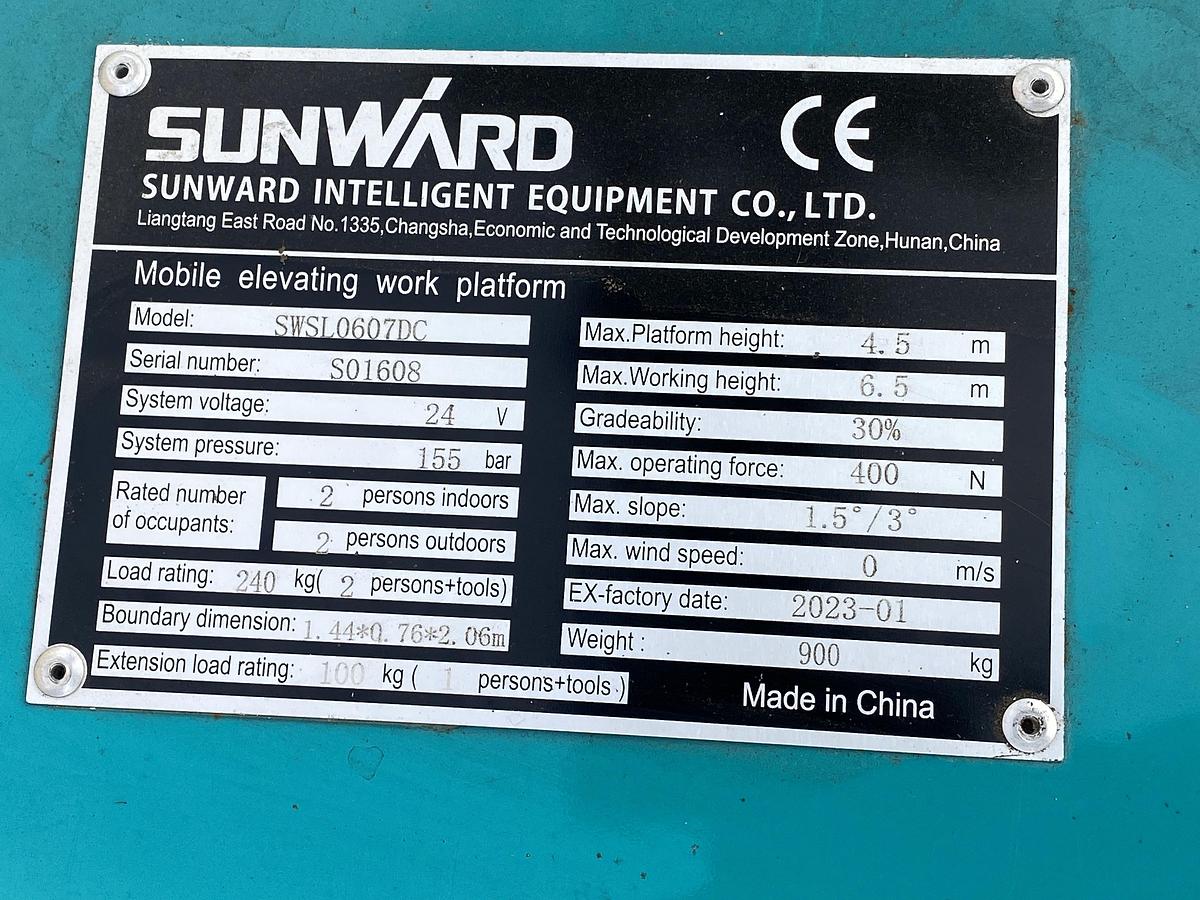 SUNWARD
CE
SUNWARD INTELLIGENT EQUIPMENT CO., LTD.
Liangtang East Road No.1335,Changsha,Economic and Technological Development Zone,Hunan,China
Mobile elevating work platform
Model: SWSL0607DC
Serial number: S01608
System voltage: 24 V
System pressure: 155 bar
Rated number
of occupants:
2 persons indoors
2 persons outdoors
Load rating: 240 kg( 2 persons+tools)
Boundary dimension: 1.44*0.76*2.06m
Extension load rating: 100 kg ( 1 persons+tools )
Max.Platform height: 4.5 m
Max.Working height: 6.5 m
Gradeability: 30%
Max. operating force: 400 N
Max. slope: 1.5°/3°
Max. wind speed: 0 m/s
EX-factory date: 2023-01
Weight : 900 kg
Made in China